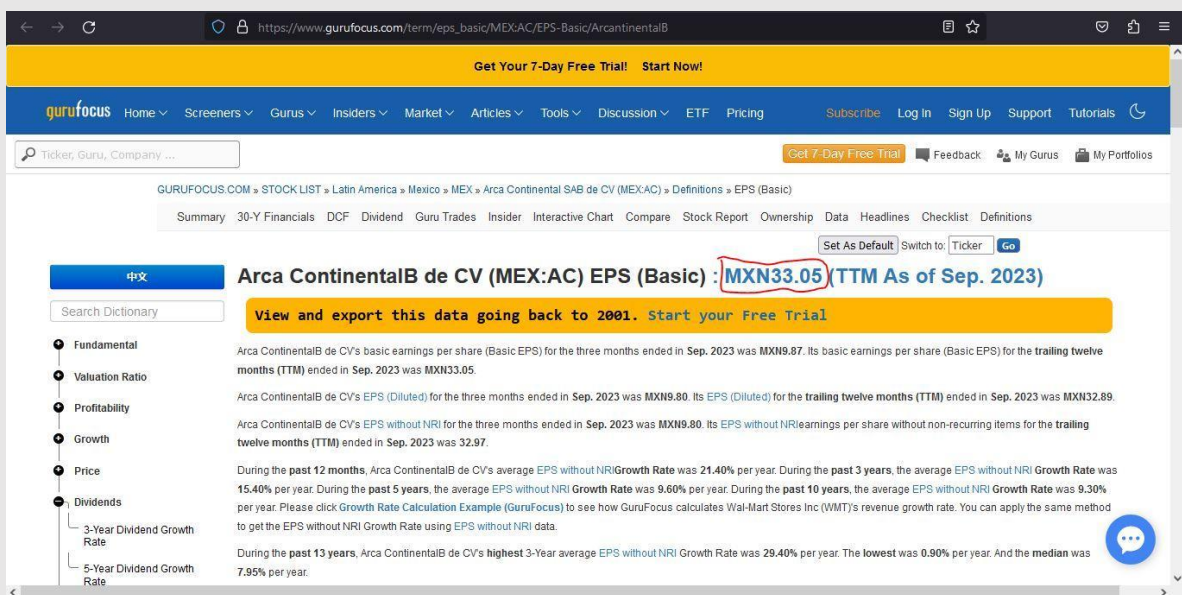 https://www.gurufocus.com/term/eps_basic/MEX:AC/EPS-Basic/ArcantentalB
Get Your 7-Day Free Trial! Start Now!
gurufocus Home Screeners Gurus Insiders Market Articles Tools Discussion ETF Pricing Subscribe Log In Sign Up Support Tutorials
Ticker, Guru, Company ... Get 7-Day Free Trial Feedback My Gurus My Portfolios
GURUFOCUS.COM » STOCK LIST » Latin America » Mexico » MEX » Arca Continental SAB de CV (MEX:AC) » Definitions » EPS (Basic)
Summary 30-Y Financials DCF Dividend Guru Trades Insider Interactive Chart Compare Stock Report Ownership Data Headlines Checklist Definitions
Set As Default Switch to: Ticker Go
中文
Search Dictionary
Fundamental
Valuation Ratio
Profitability
Growth
Price
Dividends
3-Year Dividend Growth
Rate
5-Year Dividend Growth
Rate
Arca ContinentalB de CV (MEX:AC) EPS (Basic) : MXN33.05 (TTM As of Sep. 2023)
View and export this data going back to 2001. Start your Free Trial
Arca ContinentalB de CV's basic earnings per share (Basic EPS) for the three months ended in Sep. 2023 was MXN9.87. Its basic earnings per share (Basic EPS) for the trailing twelve
months (TTM) ended in Sep. 2023 was MXN33.05.
Arca ContinentalB de CV's EPS (Diluted) for the three months ended in Sep. 2023 was MXN9.80. Its EPS (Diluted) for the trailing twelve months (TTM) ended in Sep. 2023 was MXN32.89.
Arca ContinentalB de CV's EPS without NRI for the three months ended in Sep. 2023 was MXN9.80. Its EPS without NRIearnings per share without non-recurring items for the trailing
twelve months (TTM) ended in Sep. 2023 was 32.97.
During the past 12 months, Arca ContinentalB de CV's average EPS without NRIGrowth Rate was 21.40% per year. During the past 3 years, the average EPS without NRI Growth Rate was
15.40% per year. During the past 5 years, the average EPS without NRI Growth Rate was 9.60% per year. During the past 10 years, the average EPS without NRI Growth Rate was 9.30%
per year. Please click Growth Rate Calculation Example (GuruFocus) to see how GuruFocus calculates Wal-Mart Stores Inc (WMT)'s revenue growth rate. You can apply the same method
to get the EPS without NRI Growth Rate using EPS without NRI data.
During the past 13 years, Arca ContinentalB de CV's highest 3-Year average EPS without NRI Growth Rate was 29.40% per year. The lowest was 0.90% per year. And the median was
7.95% per year.